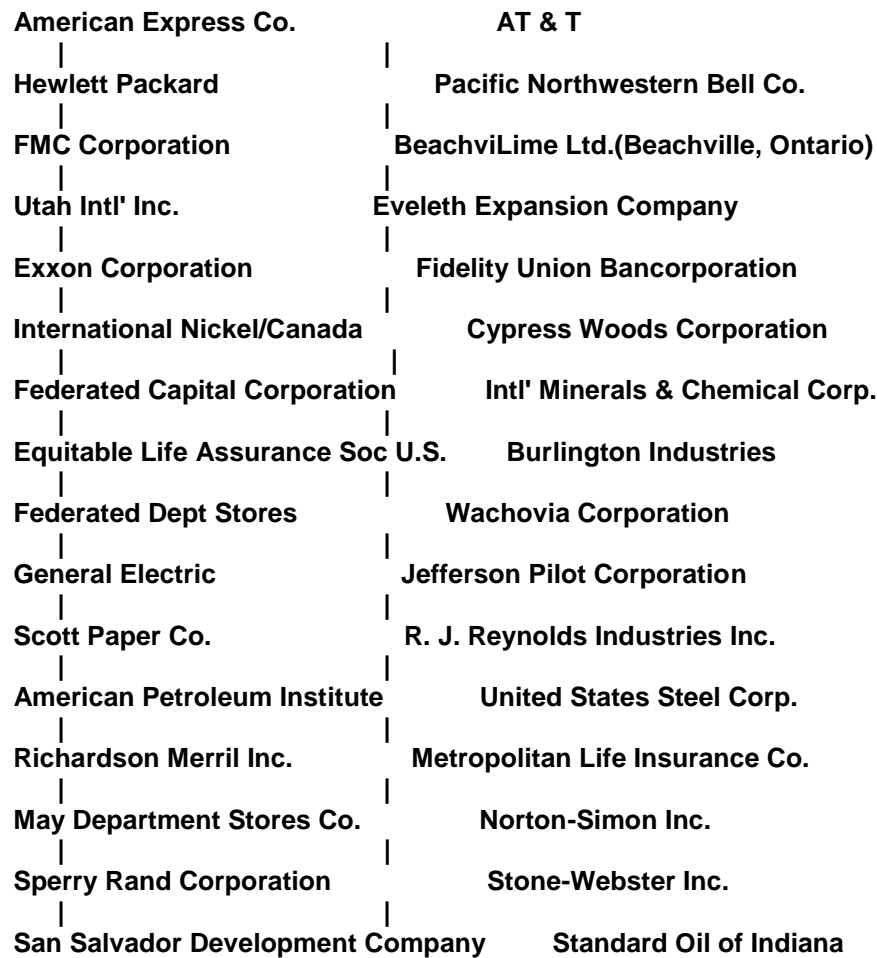 American Express Co. AT & T
| |
Hewlett Packard Pacific Northwestern Bell Co.
| |
FMC Corporation BeachviLime Ltd.(Beachville, Ontario)
| |
Utah Intl' Inc. Eveleth Expansion Company
| |
Exxon Corporation Fidelity Union Bancorporation
| |
International Nickel/Canada Cypress Woods Corporation
| |
Federated Capital Corporation Intl' Minerals & Chemical Corp.
| |
Equitable Life Assurance Soc U.S. Burlington Industries
| |
Federated Dept Stores Wachovia Corporation
| |
General Electric Jefferson Pilot Corporation
| |
Scott Paper Co. R. J. Reynolds Industries Inc.
| |
American Petroleum Institute United States Steel Corp.
| |
Richardson Merril Inc. Metropolitan Life Insurance Co.
| |
May Department Stores Co. Norton-Simon Inc.
| |
Sperry Rand Corporation Stone-Webster Inc.
| |
San Salvador Development Company Standard Oil of Indiana